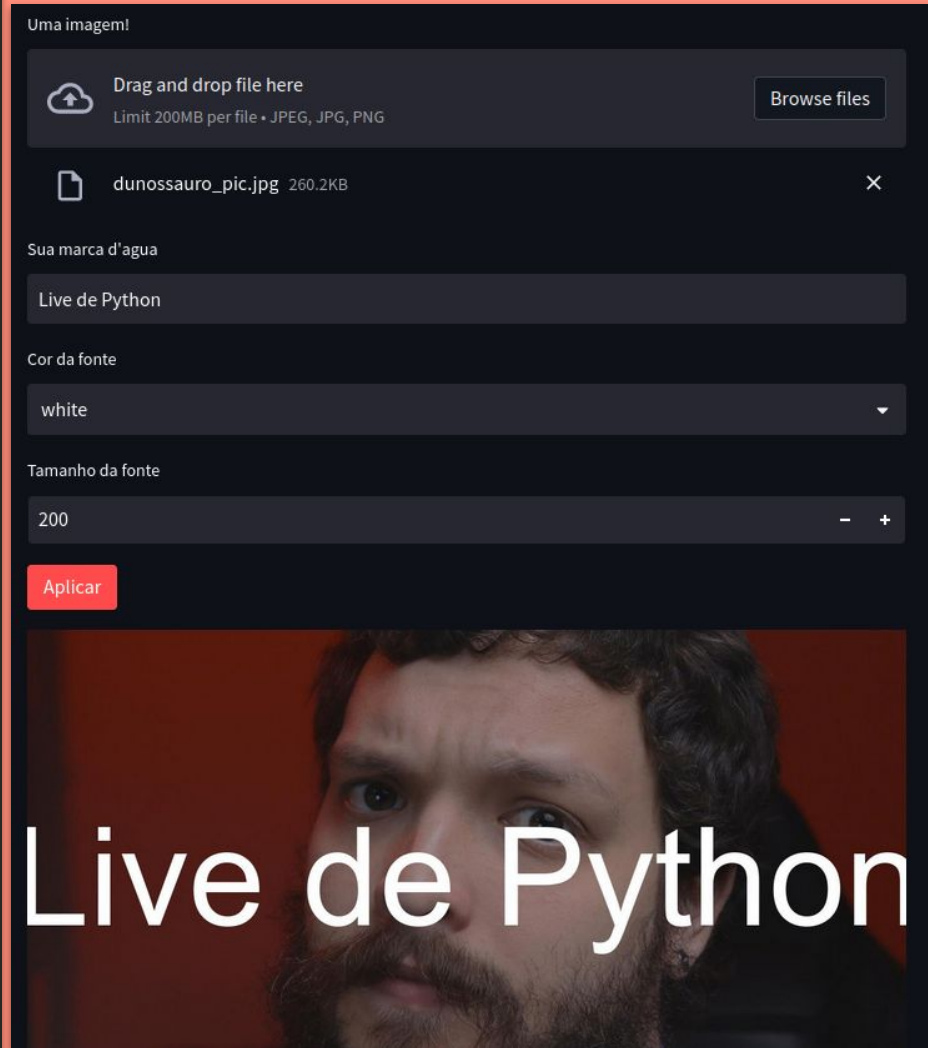 Uma imagem!
Drag and drop file here
Limit 200MB per file • JPEG, JPG, PNG
Browse files
dunossauro_pic.jpg 260.2KB
Sua marca d'agua
Live de Python
Cor da fonte
white
Tamanho da fonte
200
Aplicar
Live de Python